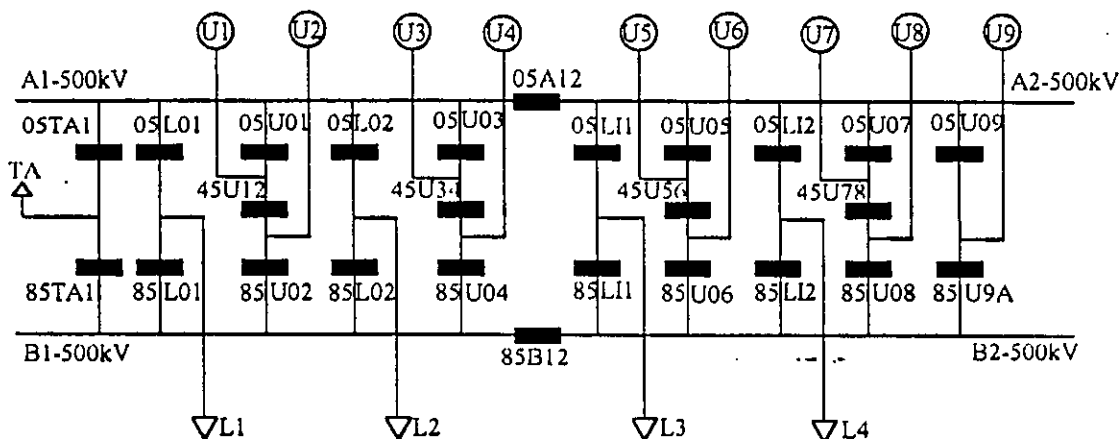 U1 U2 U3 U4 U5 U6 U7 U8 U9
A1-500kV 05A12 A2-500kV
05TA1 05L01 05U01 05L02 05U03 05LI1 05U05 05LI2 05U07 05U09
TA 45U12 45U34 45U56 45U78
85TA1 85L01 85U02 85L02 85U04 85LI1 85U06 85LI2 85U08 85U9A
B1-500kV 85B12 B2-500kV
L1 L2 L3 L4